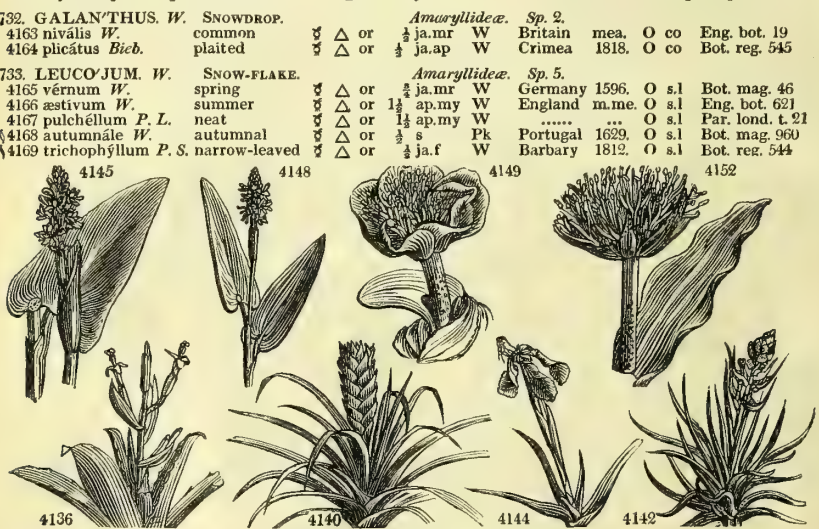 732. GALAN'THUS. W. SNOWDROP. Amaryllideæ. Sp. 2.
4163 nivális W. common ☿ △ or ½ ja.mr W Britain mea. O co Eng. bot. 19
4164 plicátus Bieb. plaited ☿ △ or ½ ja.ap W Crimea 1818. O co Bot. reg. 545
733. LEUCO'JUM. W. SNOW-FLAKE. Amaryllideæ. Sp. 5.
4165 vérnum W. spring ☿ △ or ¾ ja.mr W Germany 1596. O s.l Bot. mag. 46
4166 æstívum W. summer ☿ △ or 1½ ap.my W England m.me. O s.l Eng. bot. 621
4167 pulchéllum P. L. neat ☿ △ or 1½ ap.my W ...... ... O s.l Par. lond. t. 21
4168 autumnále W. autumnal ☿ △ or ½ s Pk Portugal 1629. O s.l Bot. mag. 960
4169 trichophýllum P. S. narrow-leaved ☿ △ or ½ ja.f W Barbary 1812. O s.l Bot. reg. 544
4145 4148 4149 4152
4136 4140 4144 4142